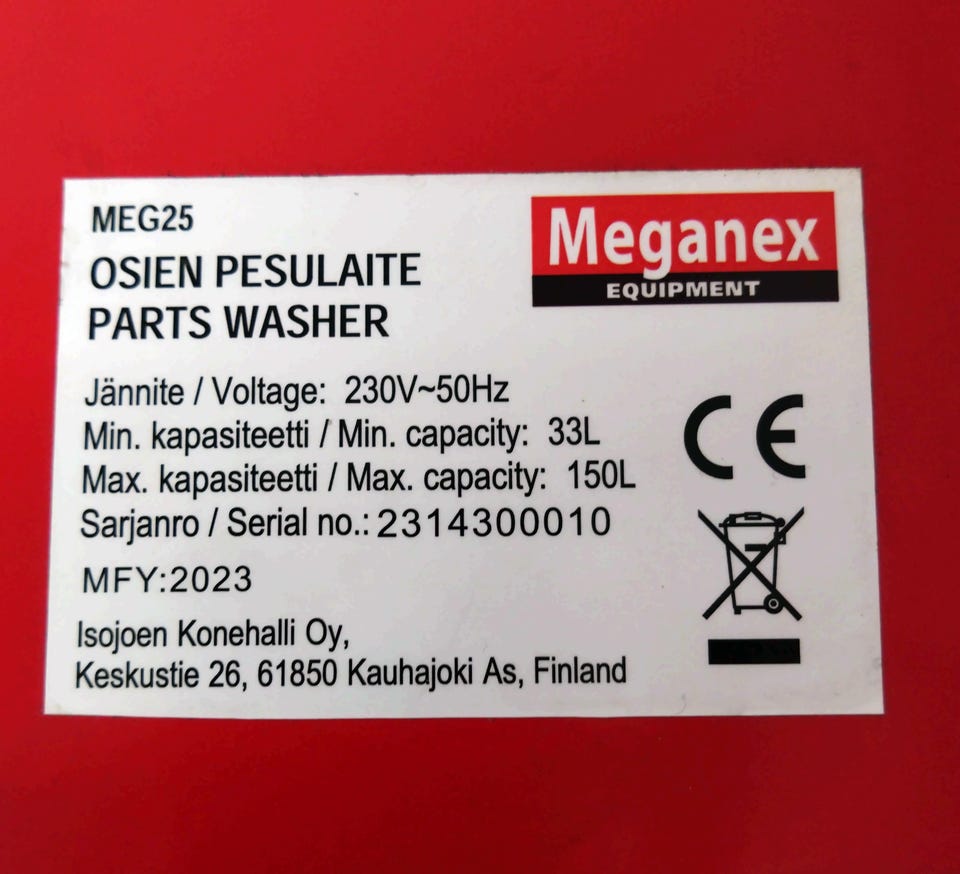 MEG25
OSIEN PESULAITE
PARTS WASHER
Meganex
EQUIPMENT
Jännite / Voltage: 230V~50Hz
Min. kapasiteetti / Min. capacity: 33L
Max. kapasiteetti / Max. capacity: 150L
Sarjanro / Serial no.: 2314300010
MFY:2023
Isojoen Konehalli Oy,
Keskustie 26, 61850 Kauhajoki As, Finland
CE